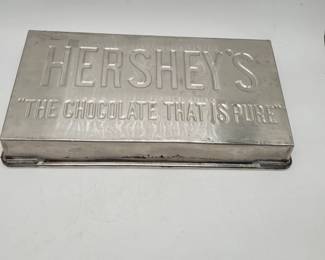 HERSHEY'S
"THE CHOCOLATE THAT IS PURE"